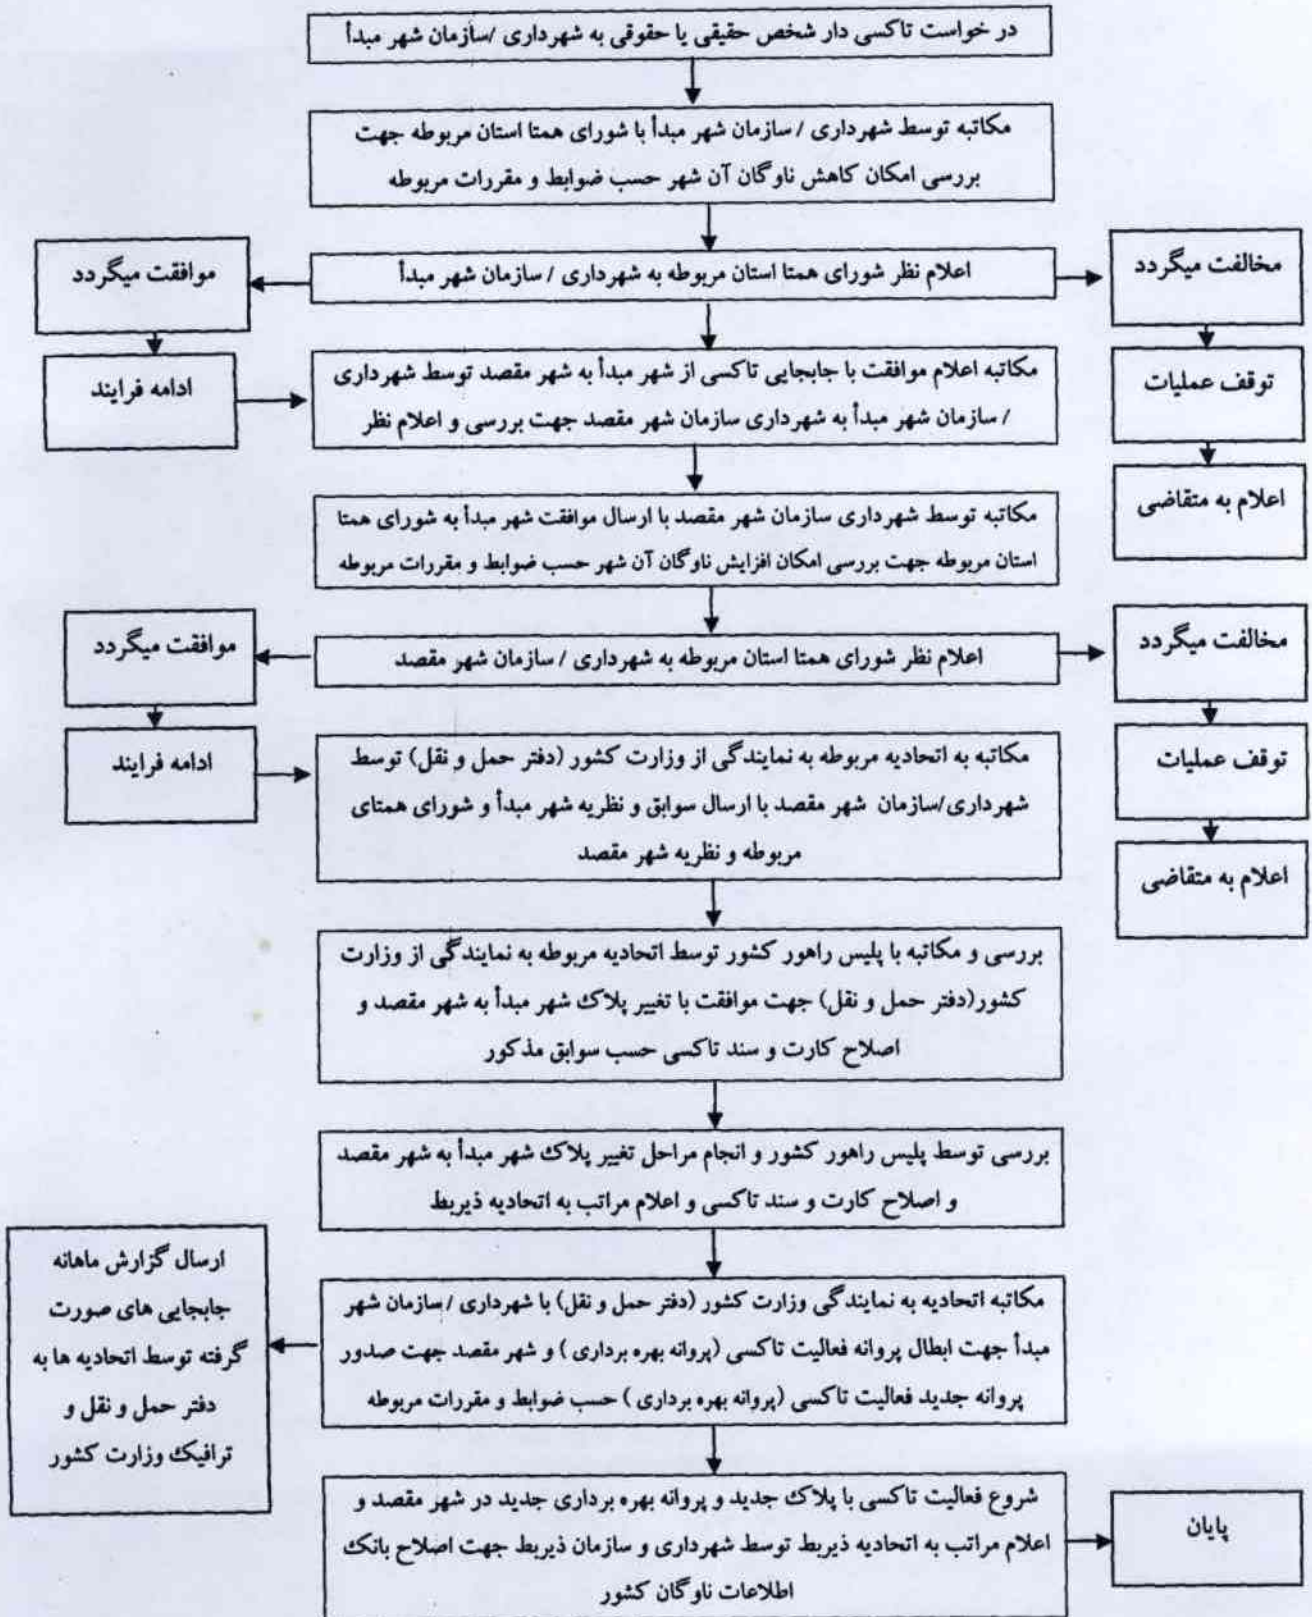 در خواست تاکسی دار شخص حقیقی یا حقوقی به شهرداری /سازمان شهر مبدأ
مکاتبه توسط شهرداری / سازمان شهر مبدأ با شورای همتا استان مربوطه جهت
بررسی امکان کاهش ناوگان آن شهر حسب ضوابط و مقررات مربوطه
مخالفت میگردد
اعلام نظر شورای همتا استان مربوطه به شهرداری / سازمان شهر مبدأ
موافقت میگردد
توقف عملیات
مکاتبه اعلام موافقت با جابجایی تاکسی از شهر مبدأ به شهر مقصد توسط شهرداری
/ سازمان شهر مبدأ به شهرداری سازمان شهر مقصد جهت بررسی و اعلام نظر
ادامه فرایند
اعلام به متقاضی
مکاتبه توسط شهرداری سازمان شهر مقصد با ارسال موافقت شهر مبدأ به شورای همتا
استان مربوطه جهت بررسی امکان افزایش ناوگان آن شهر حسب ضوابط و مقررات مربوطه
مخالفت میگردد
اعلام نظر شورای همتا استان مربوطه به شهرداری / سازمان شهر مقصد
موافقت میگردد
توقف عملیات
مکاتبه به اتحادیه مربوطه به نمایندگی از وزارت کشور (دفتر حمل و نقل) توسط
شهرداری/سازمان شهر مقصد با ارسال سوابق و نظریه شهر مبدأ و شورای همتای
مربوطه و نظریه شهر مقصد
ادامه فرایند
اعلام به متقاضی
بررسی و مکاتبه با پلیس راهور کشور توسط اتحادیه مربوطه به نمایندگی از وزارت
کشور(دفتر حمل و نقل) جهت موافقت با تغییر پلاک شهر مبدأ به شهر مقصد و
اصلاح کارت و سند تاکسی حسب سوابق مذکور
بررسی توسط پلیس راهور کشور و انجام مراحل تغییر پلاک شهر مبدأ به شهر مقصد
و اصلاح کارت و سند تاکسی و اعلام مراتب به اتحادیه ذیربط
مکاتبه اتحادیه به نمایندگی وزارت کشور (دفتر حمل و نقل) با شهرداری / سازمان شهر
مبدأ جهت ابطال پروانه فعالیت تاکسی (پروانه بهره برداری ) و شهر مقصد جهت صدور
پروانه جدید فعالیت تاکسی (پروانه بهره برداری ) حسب ضوابط و مقررات مربوطه
ارسال گزارش ماهانه
جابجایی های صورت
گرفته توسط اتحادیه ها به
دفتر حمل و نقل و
ترافیک وزارت کشور
شروع فعالیت تاکسی با پلاک جدید و پروانه بهره برداری جدید در شهر مقصد و
اعلام مراتب به اتحادیه ذیربط توسط شهرداری و سازمان ذیربط جهت اصلاح بانک
اطلاعات ناوگان کشور
پایان